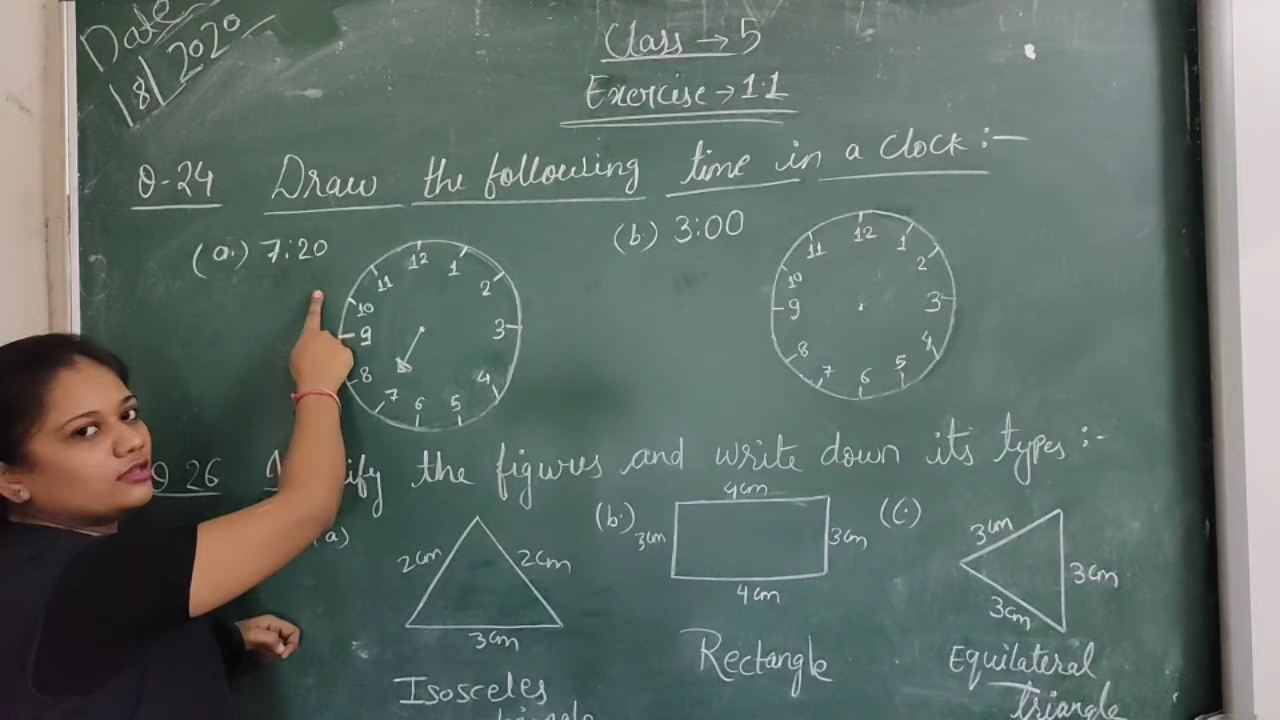 Date
1/8/2020
Class → 5
Exercise → 11
Q-24 Draw the following time in a clock :-
(a.) 7:20
(b.) 3:00
12
1
2
3
4
5
6
7
8
9
10
11
12
1
2
3
4
5
6
7
8
9
10
11
Q 26 ify the figures and write down its types :-
(a)
2cm
2cm
3cm
Isosceles
(b.)
4cm
3cm
3cm
4cm
Rectangle
(c.)
3cm
3cm
3cm
Equilateral
Triangle